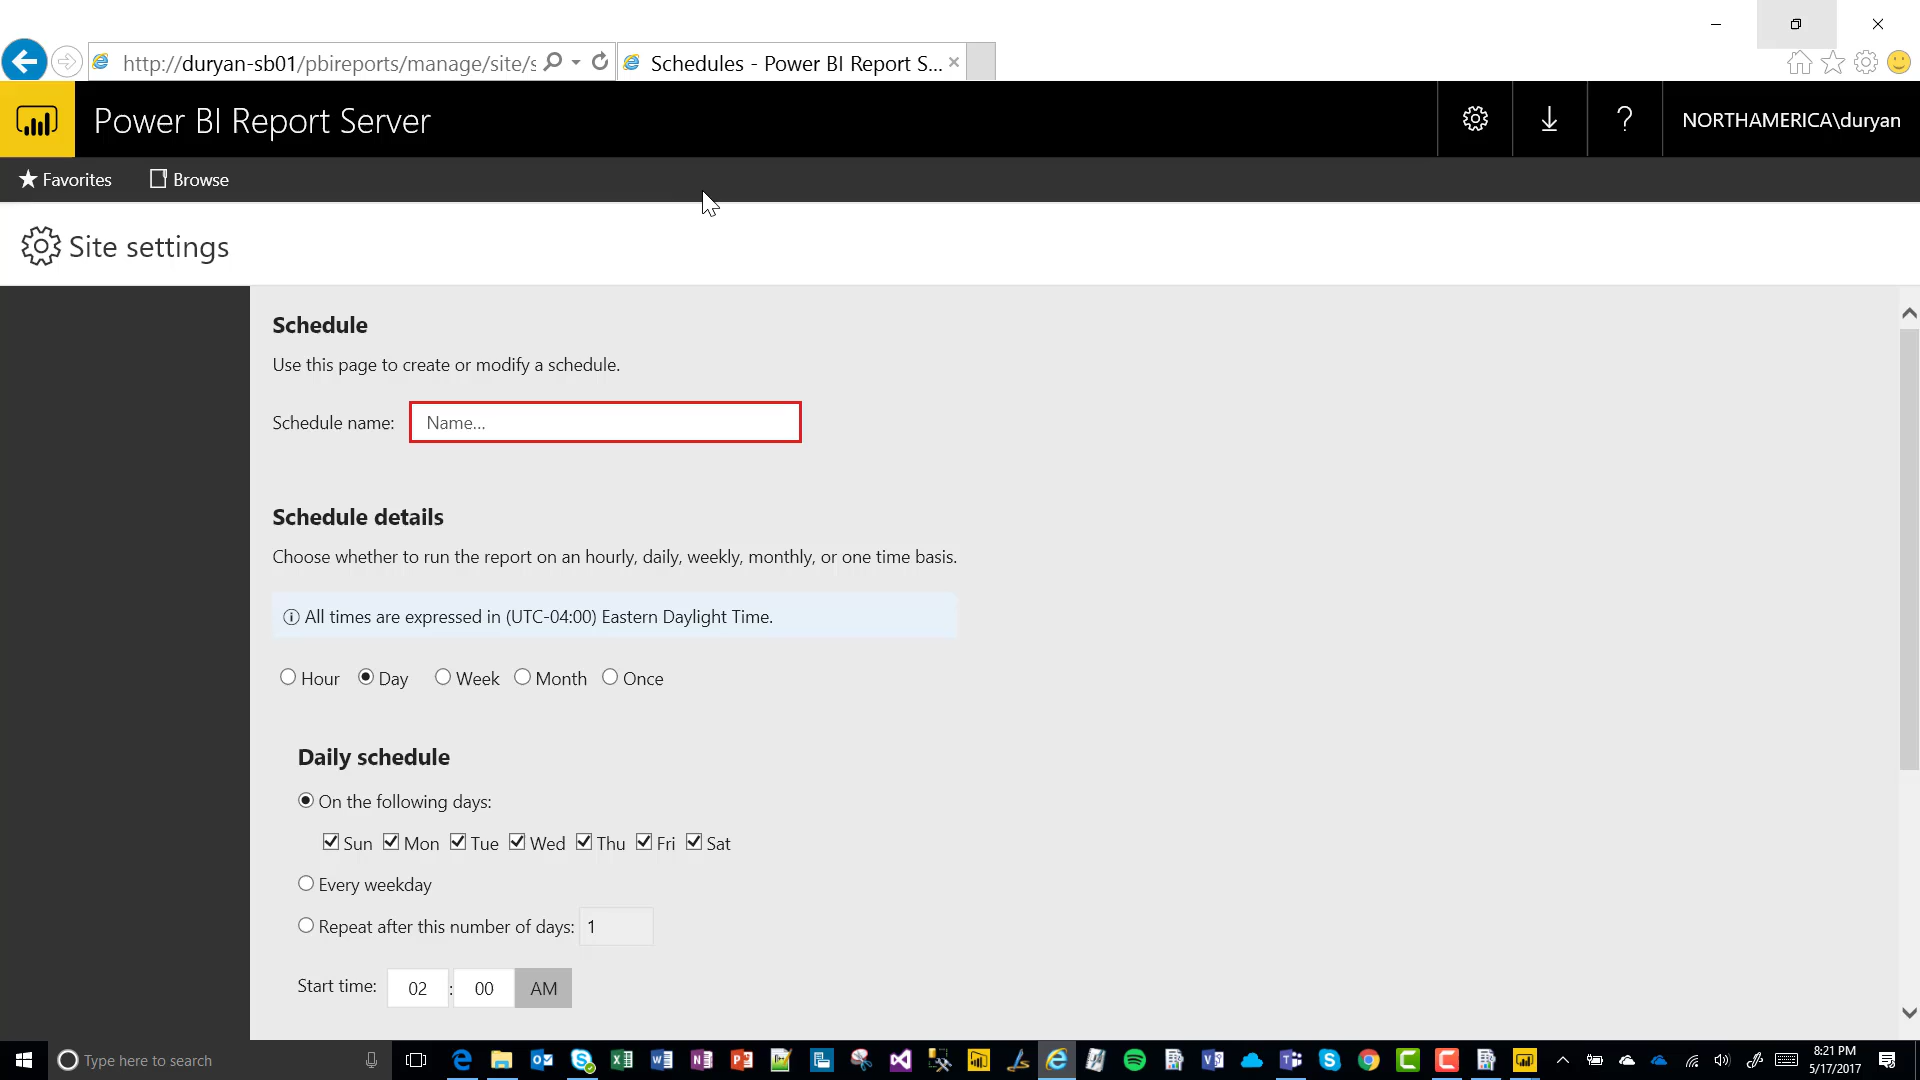 http://duryan-sb01/pbireports/manage/site/s
Schedules - Power BI Report S...
Power BI Report Server
NORTHAMERICA\duryan
Favorites
Browse
Site settings
Schedule
Use this page to create or modify a schedule.
Schedule name:
Name...
Schedule details
Choose whether to run the report on an hourly, daily, weekly, monthly, or one time basis.
All times are expressed in (UTC-04:00) Eastern Daylight Time.
Hour Day Week Month Once
Daily schedule
On the following days:
Sun Mon Tue Wed Thu Fri Sat
Every weekday
Repeat after this number of days: 1
Start time: 02 : 00 AM
Type here to search
8:21 PM
5/17/2017